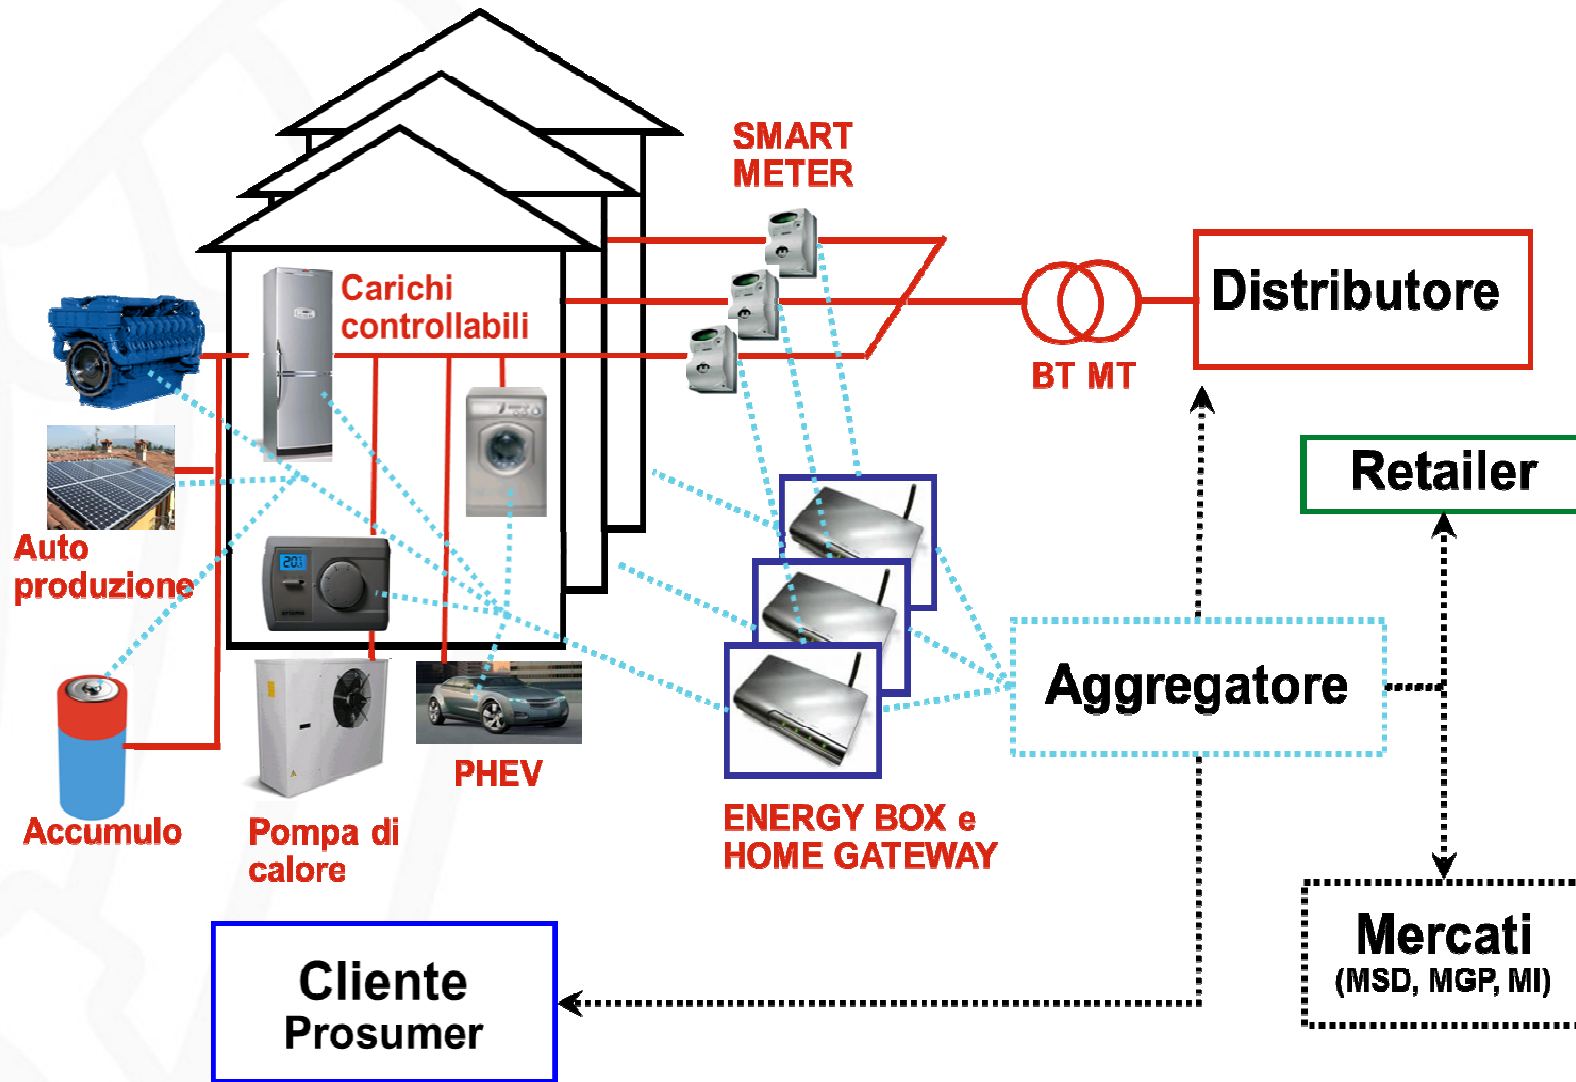 SMART
METER
Carichi
controllabili
Distributore
BT MT
Retailer
Auto
produzione
20.
Aggregatore
PHEV
Accumulo
Pompa di
calore
ENERGY BOX e
HOME GATEWAY
Cliente
Prosumer
Mercati
(MSD, MGP, MI)